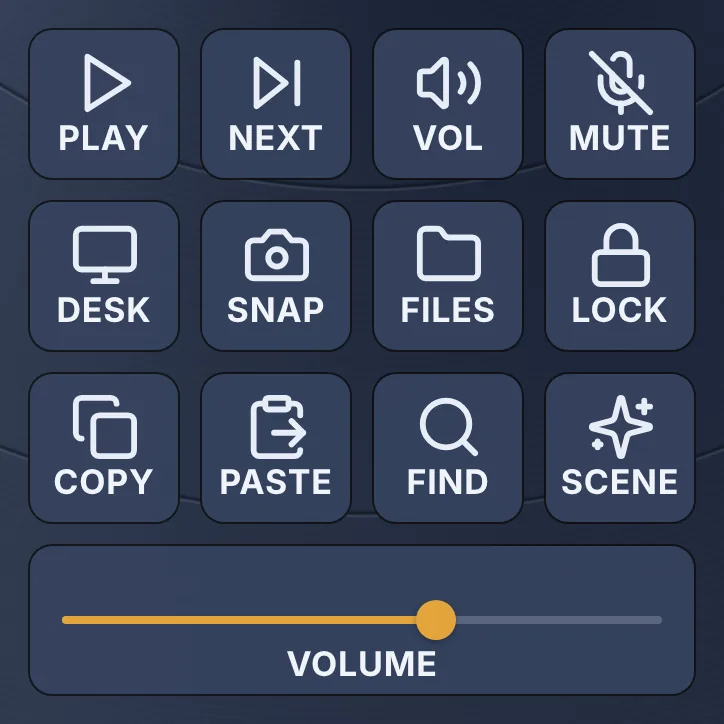 PLAY
NEXT
VOL
MUTE
DESK
SNAP
FILES
LOCK
COPY
PASTE
FIND
SCENE
VOLUME